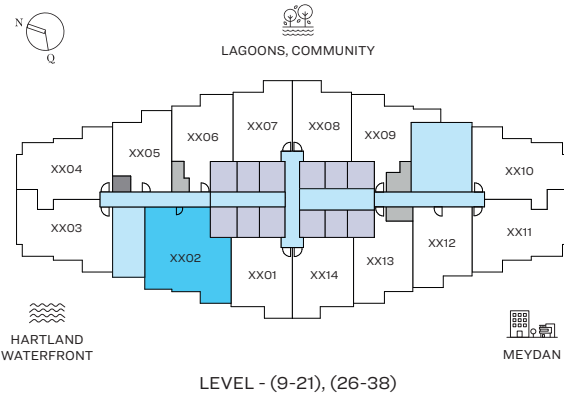 N
Q
LAGOONS, COMMUNITY
XX07
XX08
XX06
XX09
XX05
XX04
XX10
XX03
XX11
XX12
XX13
XX02
XX01
XX14
HARTLAND
WATERFRONT
MEYDAN
LEVEL - (9-21), (26-38)